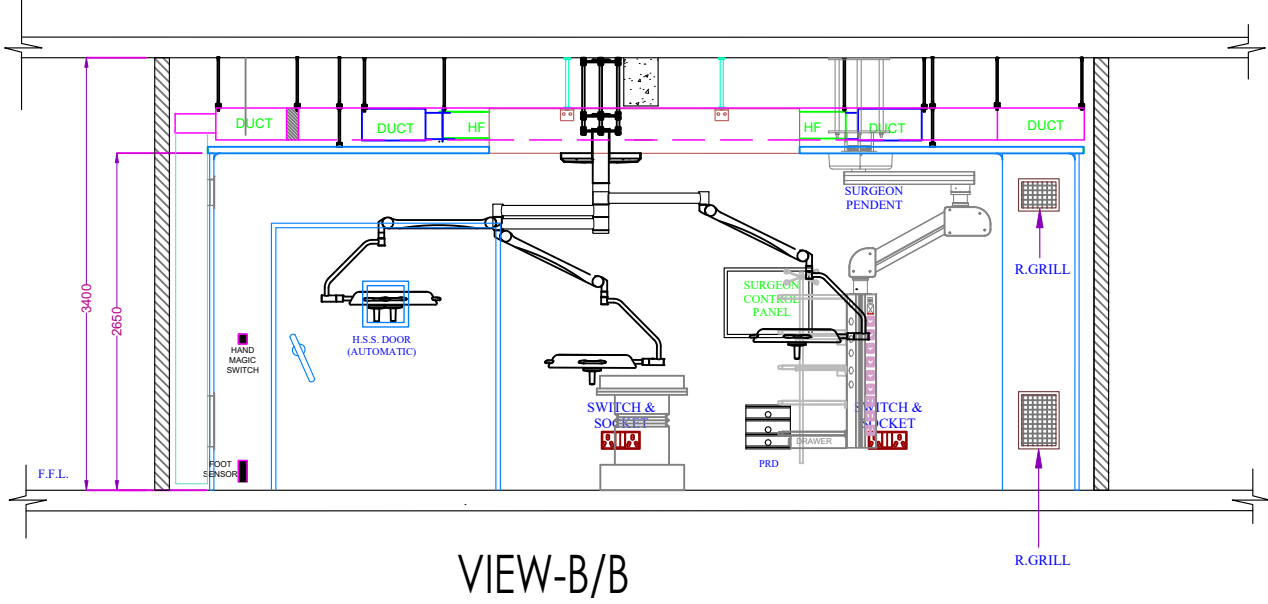 DUCT
DUCT
HF
HF
DUCT
DUCT
SURGEON
PENDENT
R.GRILL
3400
2650
SURGEON
CONTROL
PANEL
H.S.S. DOOR
(AUTOMATIC)
HAND
MAGIC
SWITCH
SWITCH &
SOCKET
SWITCH &
SOCKET
DRAWER
PRD
FOOT
SENSOR
F.F.L.
R.GRILL
VIEW-B/B